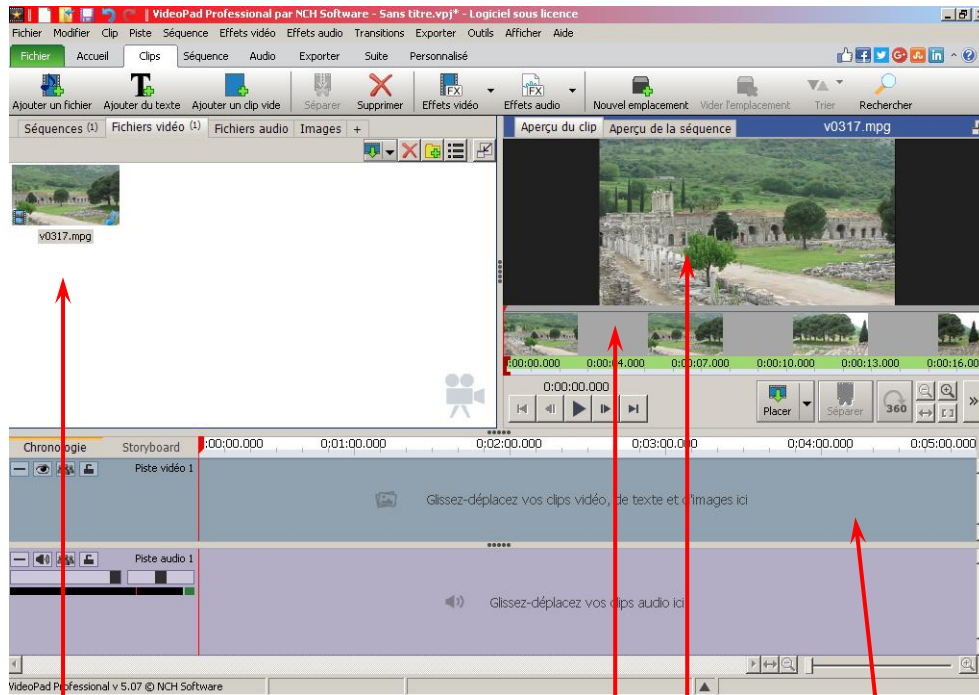 VideoPad Professional par NCH Software - Sans titre.vpj* - Logiciel sous licence
Fichier Modifier Clip Piste Séquence Effets vidéo Effets audio Transitions Exporter Outils Afficher Aide
Fichier Accueil Clips Séquence Audio Exporter Suite Personnalisé
Ajouter un fichier Ajouter du texte Ajouter un clip vide Séparer Supprimer Effets vidéo Effets audio Nouvel emplacement Vider l'emplacement Trier Rechercher
Séquences (1) Fichiers vidéo (1) Fichiers audio Images + Aperçu du clip Aperçu de la séquence v0317.mpg
v0317.mpg
:00:00.000 0:00:04.000 0:00:07.000 0:00:10.000 0:00:13.000 0:00:16.00
0:00:00.000
Placer Séparer 360
Chronologie Storyboard :00:00.000 0:01:00.000 0:02:00.000 0:03:00.000 0:04:00.000 0:05:00.000
Piste vidéo 1
Glissez-déplacez vos clips vidéo, de texte et d'images ici
Piste audio 1
Glissez-déplacez vos clips audio ici
VideoPad Professional v 5.07 © NCH Software